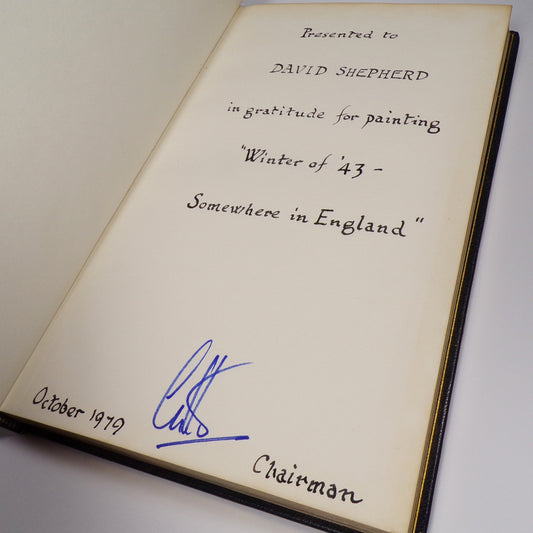 Presented to
DAVID SHEPHERD
in gratitude for painting
"Winter of '43 –
Somewhere in England"
October 1979
Chairman